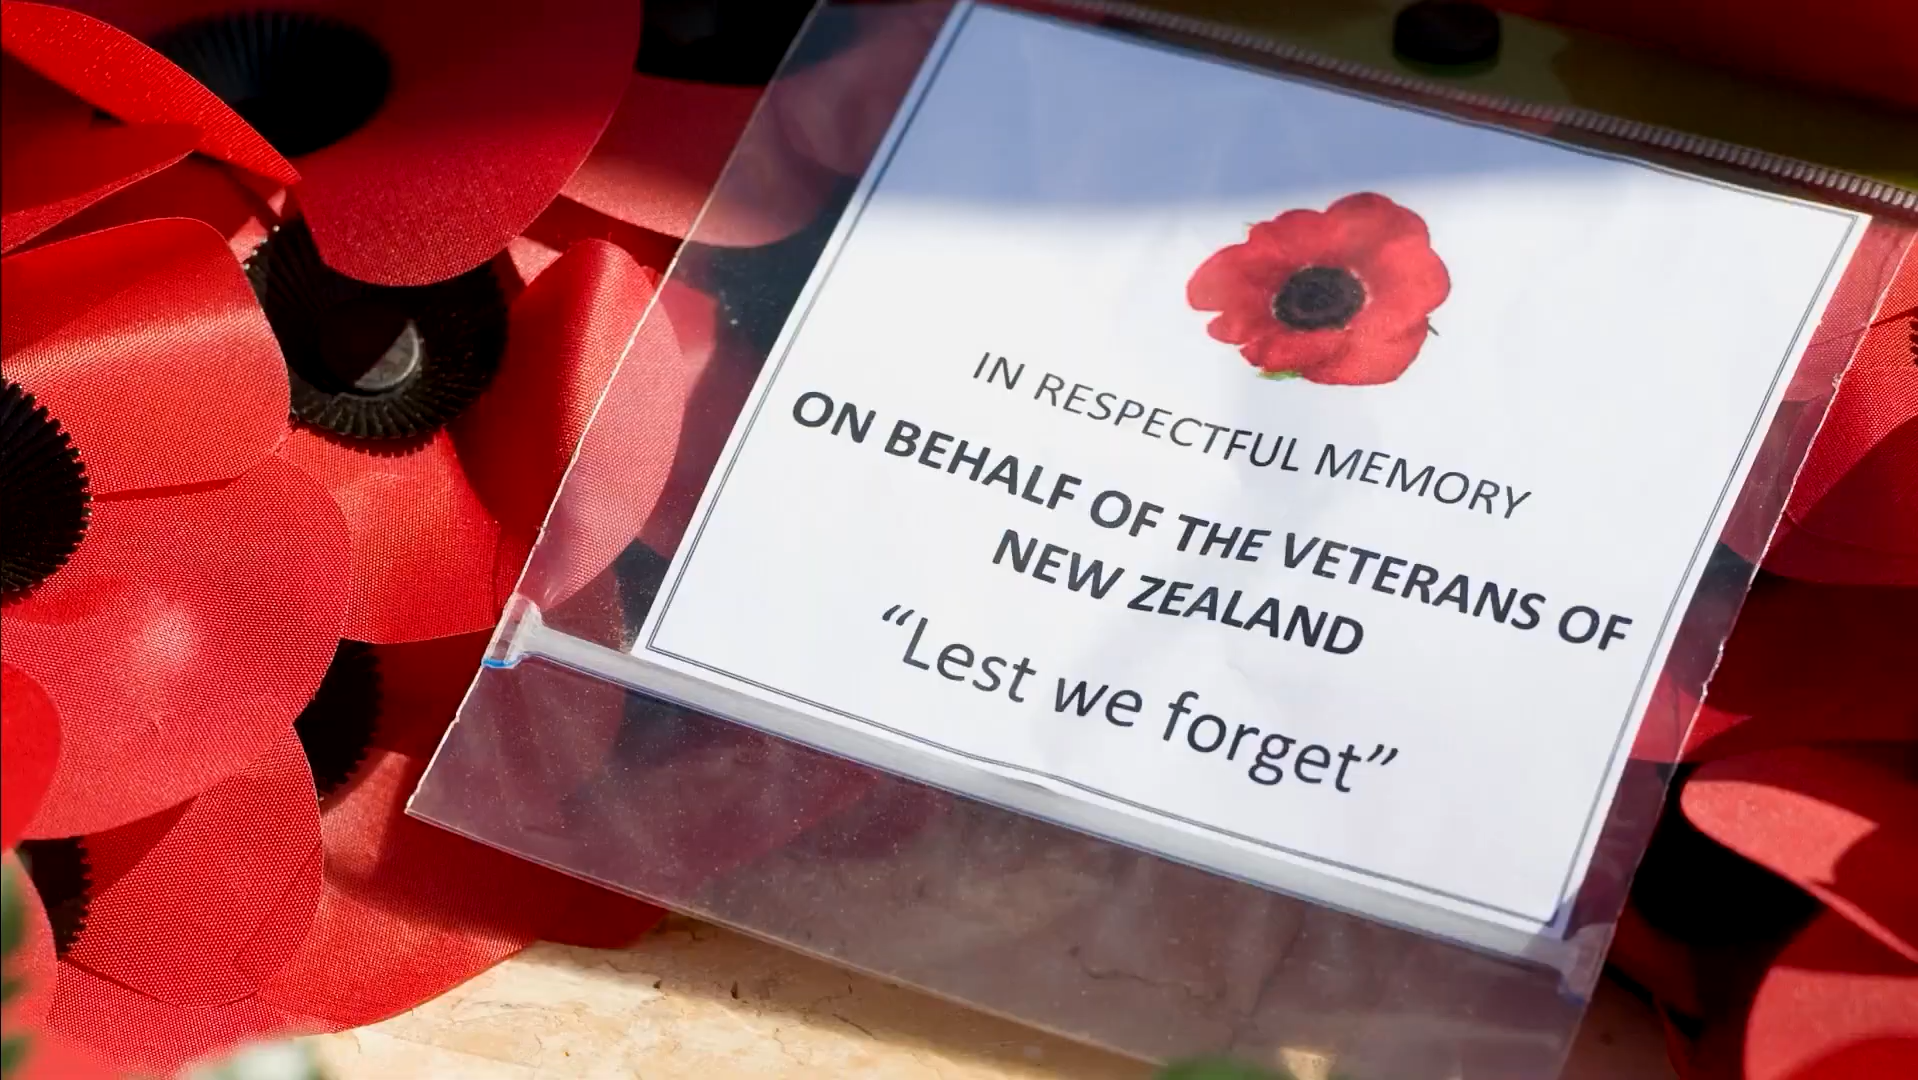 IN RESPECTFUL MEMORY
ON BEHALF OF THE VETERANS OF
NEW ZEALAND
“Lest we forget”